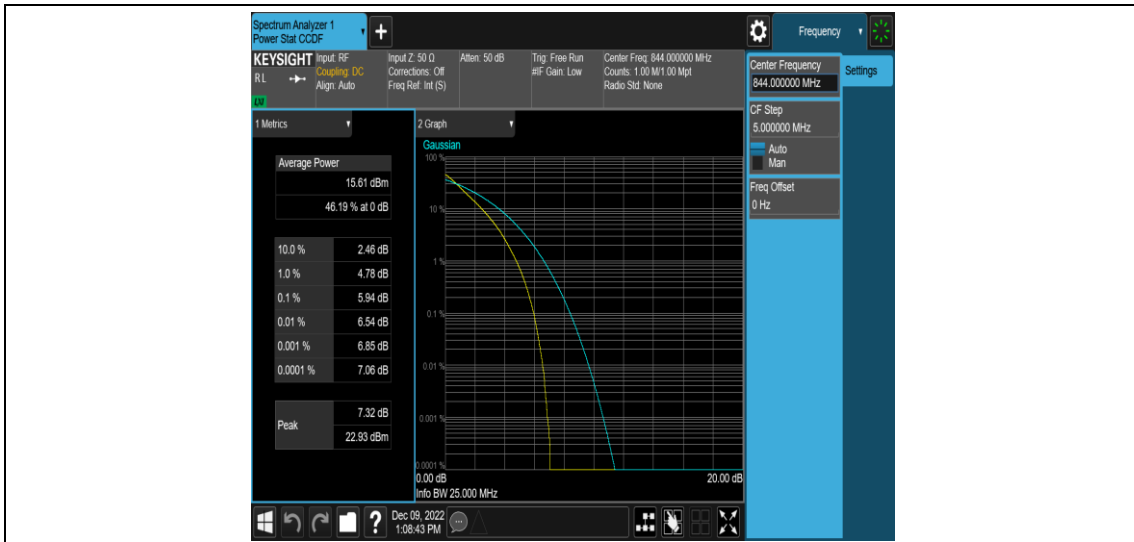 Spectrum Analyzer 1
Power Stat CCDF
+
Frequency
KEYSIGHT
RL
LXI
Input: RF
Coupling: DC
Align: Auto
Input Z: 50 Ω
Corrections: Off
Freq Ref: Int (S)
Atten: 50 dB
Trig: Free Run
#IF Gain: Low
Center Freq: 844.000000 MHz
Counts: 1.00 M/1.00 Mpt
Radio Std: None
Center Frequency
844.000000 MHz
Settings
CF Step
5.000000 MHz
Auto
Man
Freq Offset
0 Hz
1 Metrics
Average Power
15.61 dBm
46.19 % at 0 dB
10.0 % 2.46 dB
1.0 % 4.78 dB
0.1 % 5.94 dB
0.01 % 6.54 dB
0.001 % 6.85 dB
0.0001 % 7.06 dB
Peak
7.32 dB
22.93 dBm
2 Graph
Gaussian
100 %
10 %
1 %
0.1 %
0.01 %
0.001 %
0.0001 %
0.00 dB 20.00 dB
Info BW 25.000 MHz
?
Dec 09, 2022
1:08:43 PM